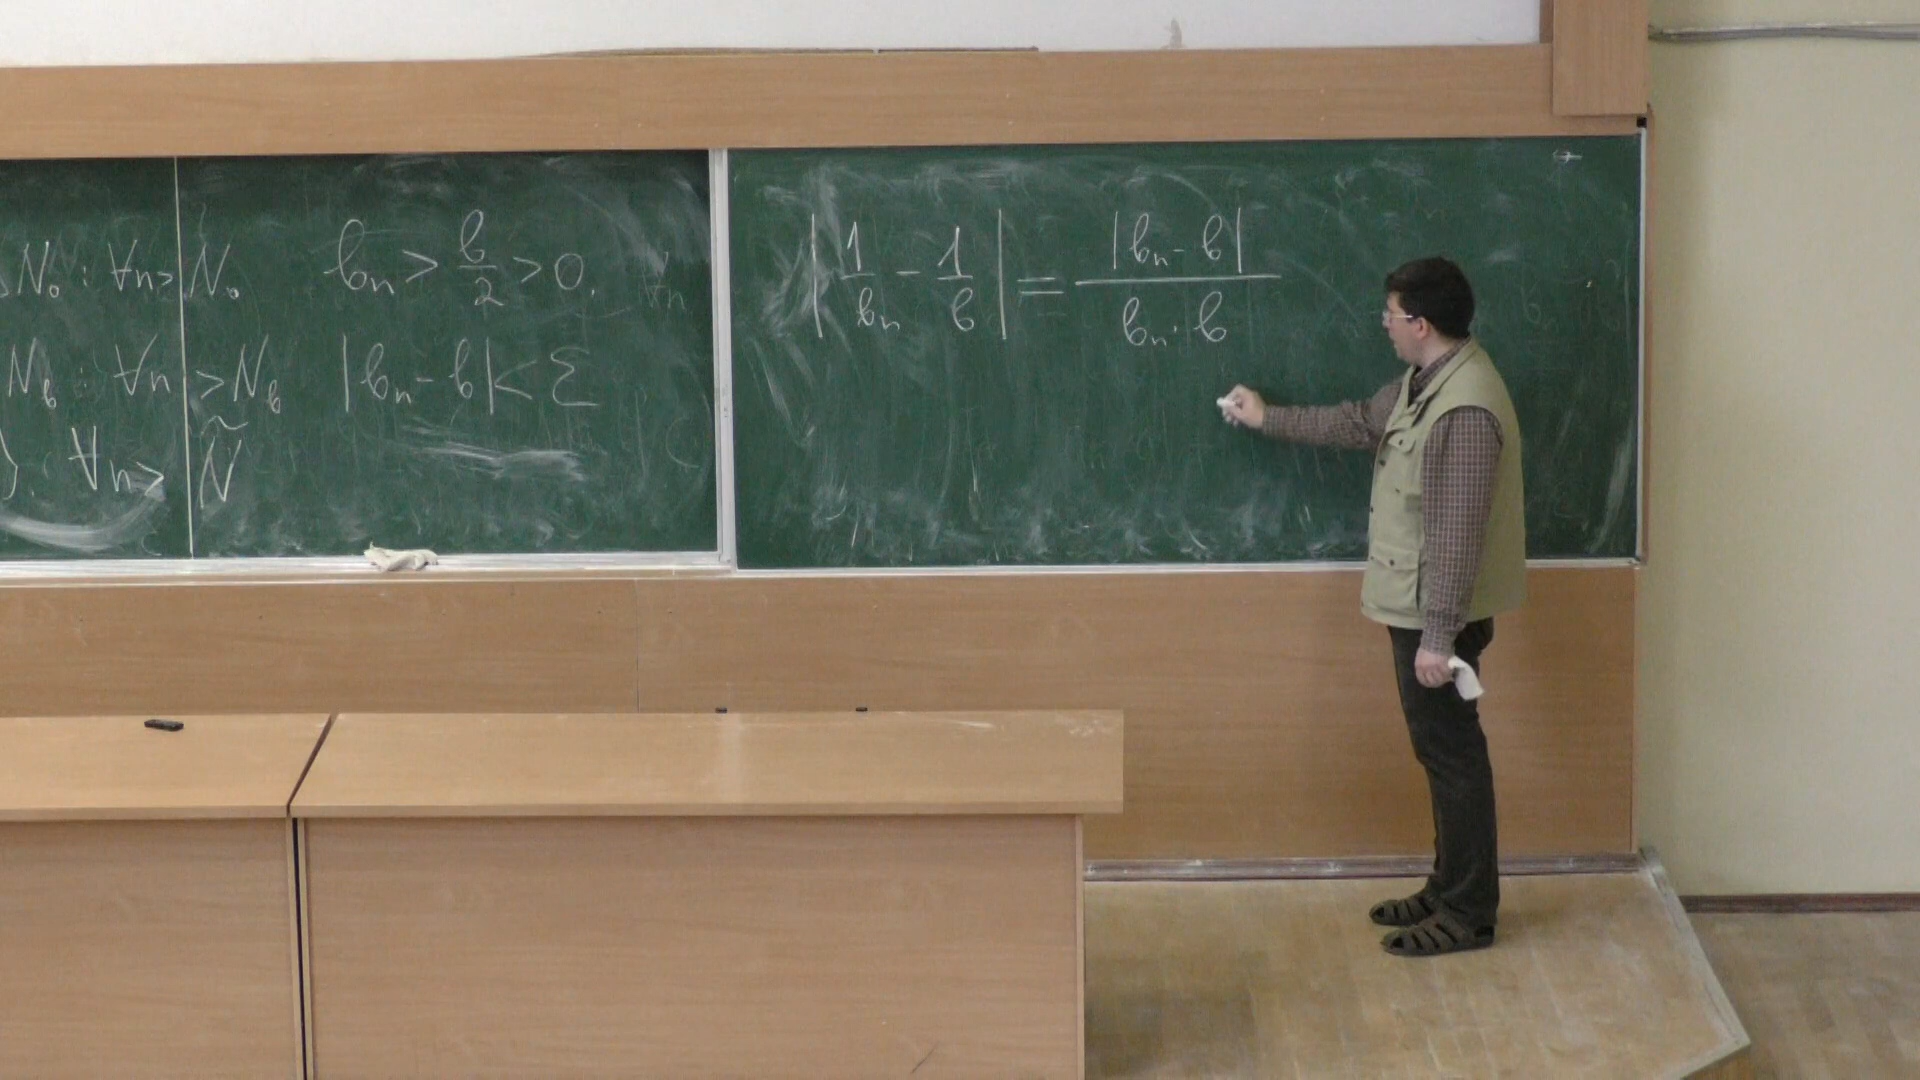 N₀ : ∀n > N₀ bₙ > b/2 > 0.
N_b : ∀n > N_b |bₙ - b| < Σ
). ∀n > Ñ
|1/bₙ - 1/b| = |bₙ - b| / (bₙ · b)